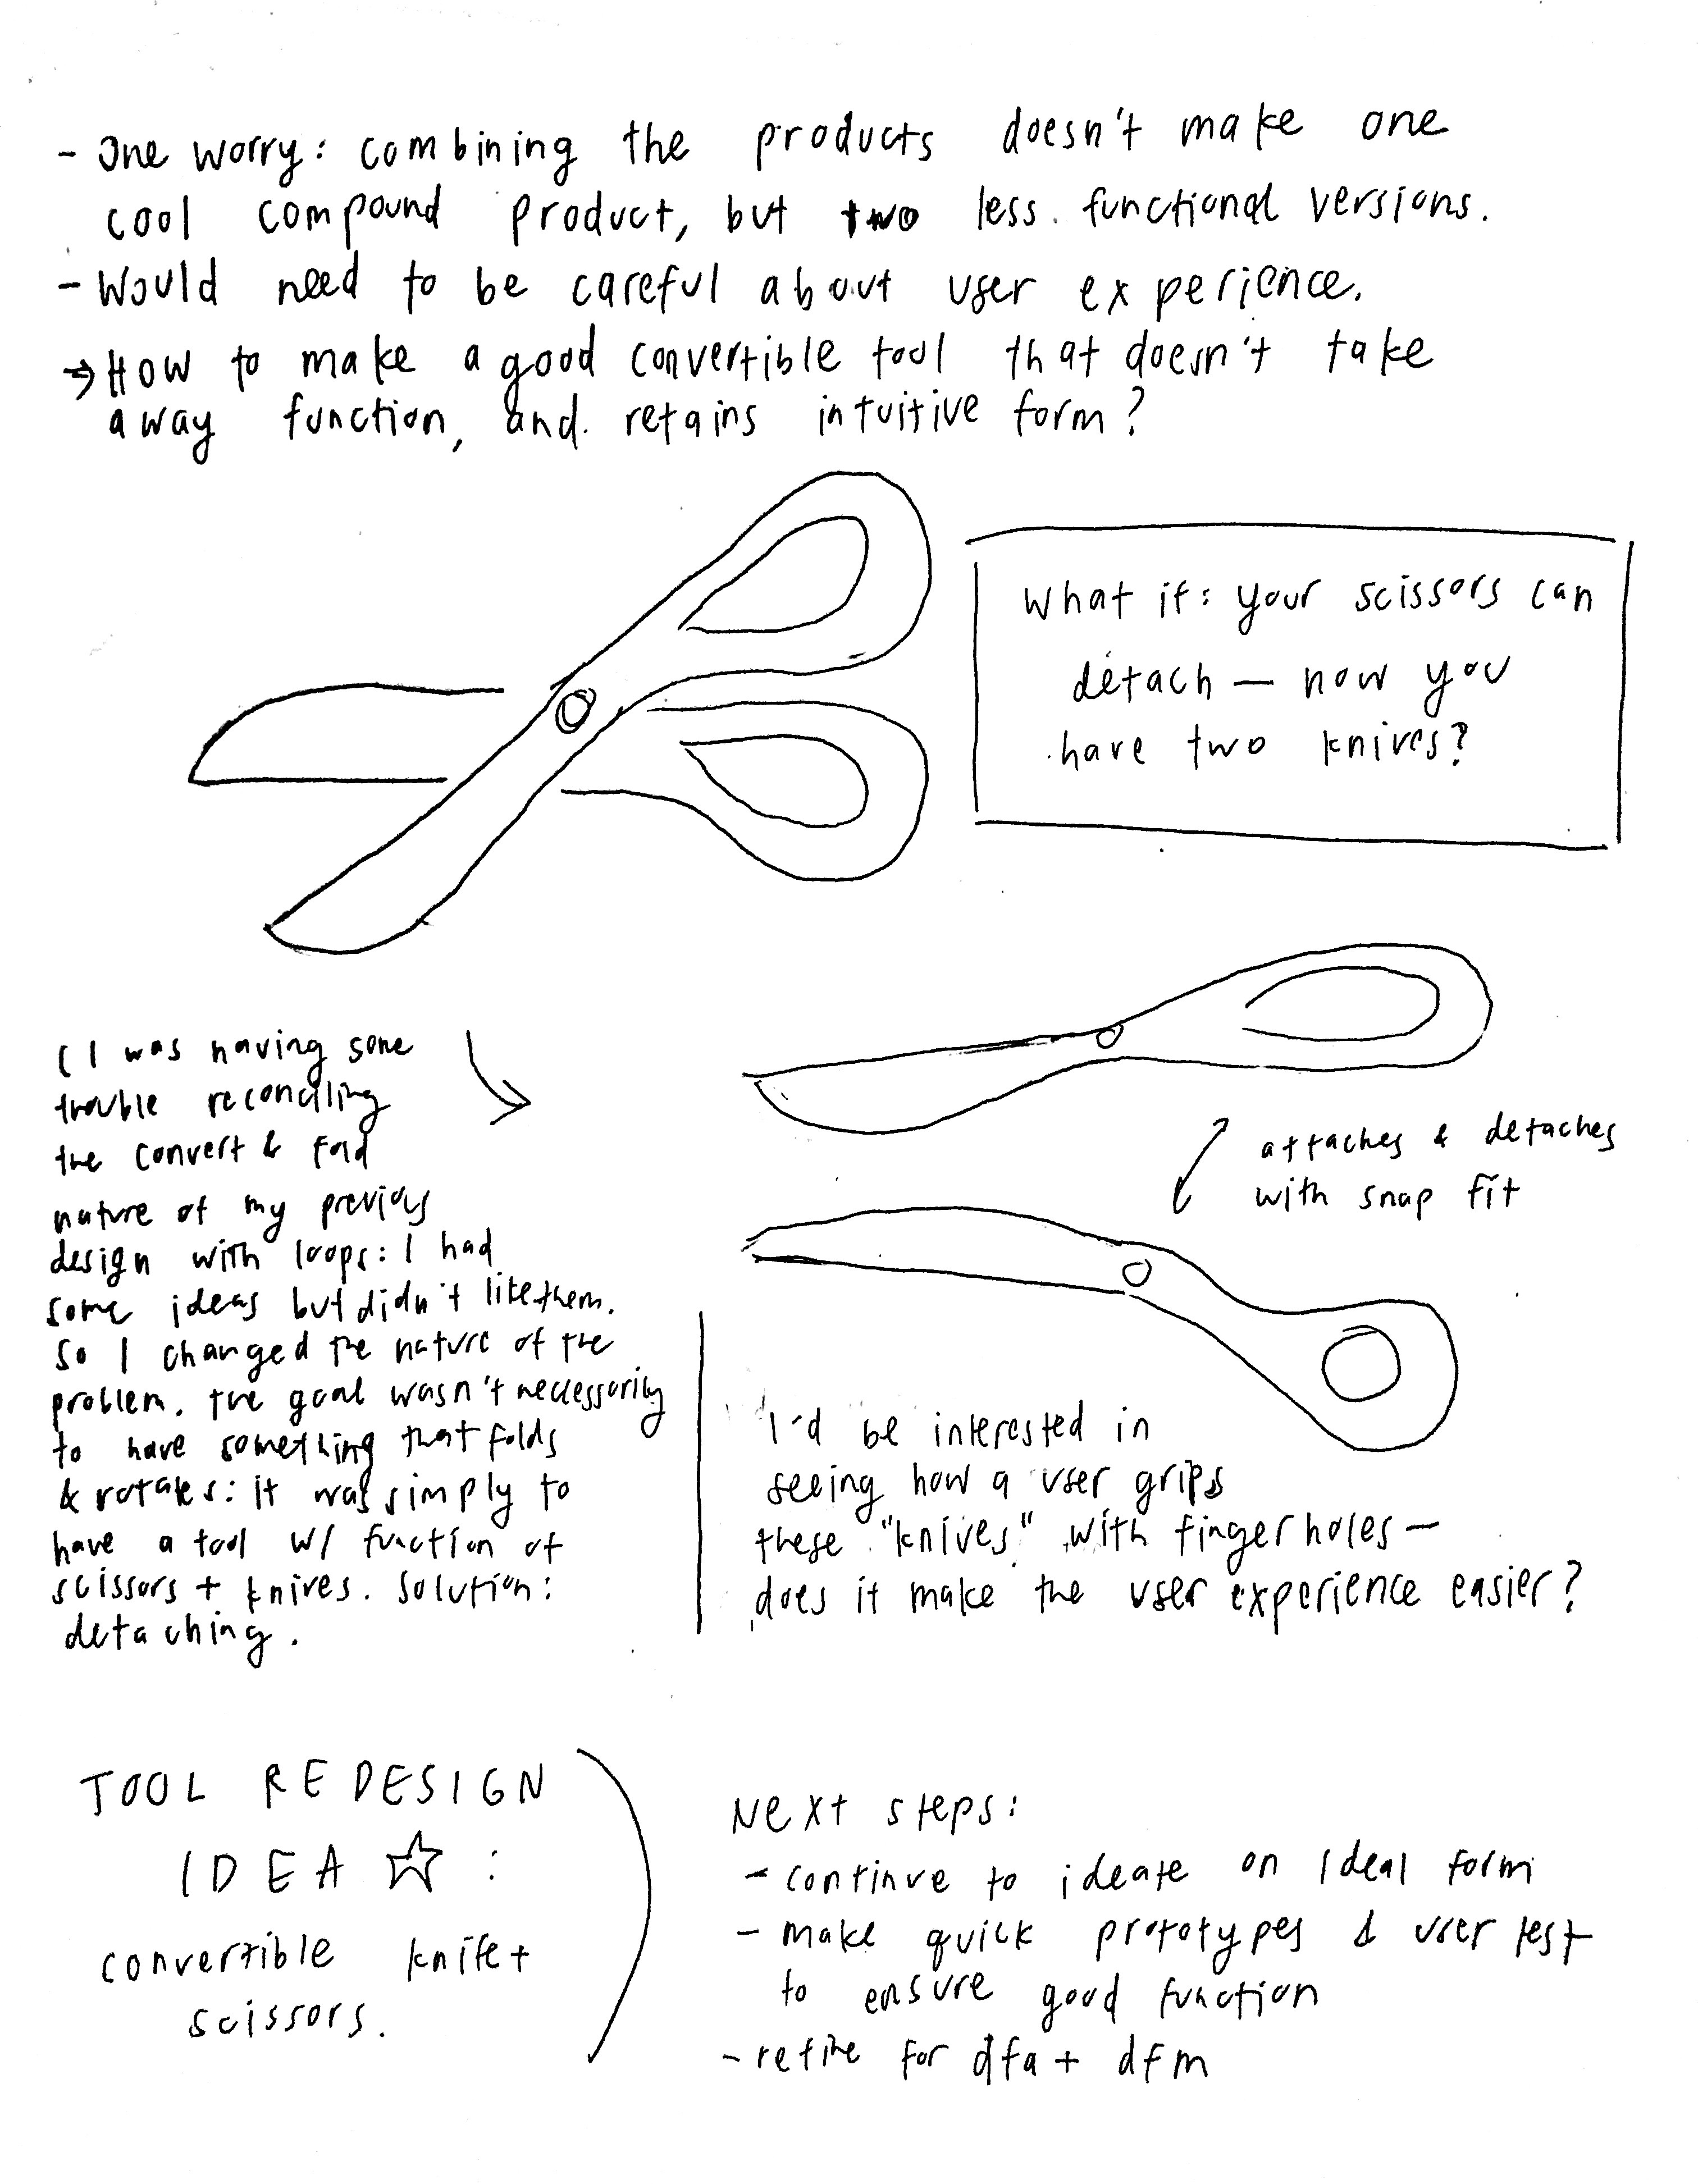 - One worry: combining the products doesn't make one
cool compound product, but two less functional versions.
- Would need to be careful about user experience.
→ How to make a good convertible tool that doesn't take
away function, and retains intuitive form?
What if: your scissors can
detach — now you
have two knives?
(I was having some
trouble reconciling
the convert & fold
nature of my previous
design with loops: I had
some ideas but didn't like them.
So I changed the nature of the
problem. The goal wasn't necessarily
to have something that folds
& rotates: it was simply to
have a tool w/ function of
scissors + knives. Solution:
detaching.
attaches & detaches
with snap fit
I'd be interested in
seeing how a user grips
these "knives" with finger holes —
does it make the user experience easier?
TOOL REDESIGN
IDEA ☆ :
convertible knife +
scissors.
Next steps:
- continue to ideate on ideal form
- make quick prototypes & user test
to ensure good function
- refine for dfa + dfm